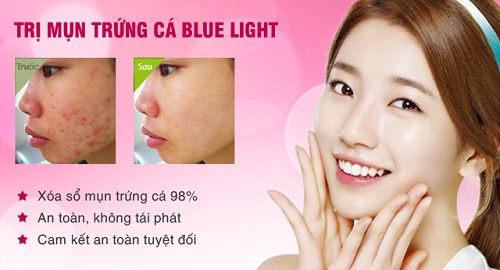 TRỊ MỤN TRỨNG CÁ BLUE LIGHT
Trước
Sau
Xóa sổ mụn trứng cá 98%
An toàn, không tái phát
Cam kết an toàn tuyệt đối